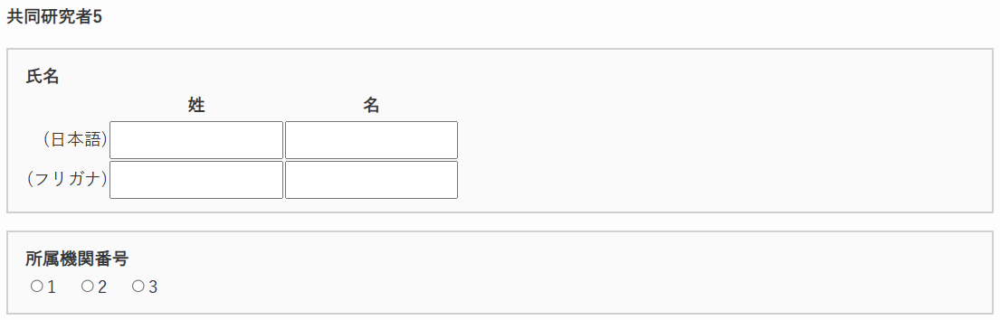 共同研究者5
氏名
姓 名
(日本語)
(フリガナ)
所属機関番号
1 2 3